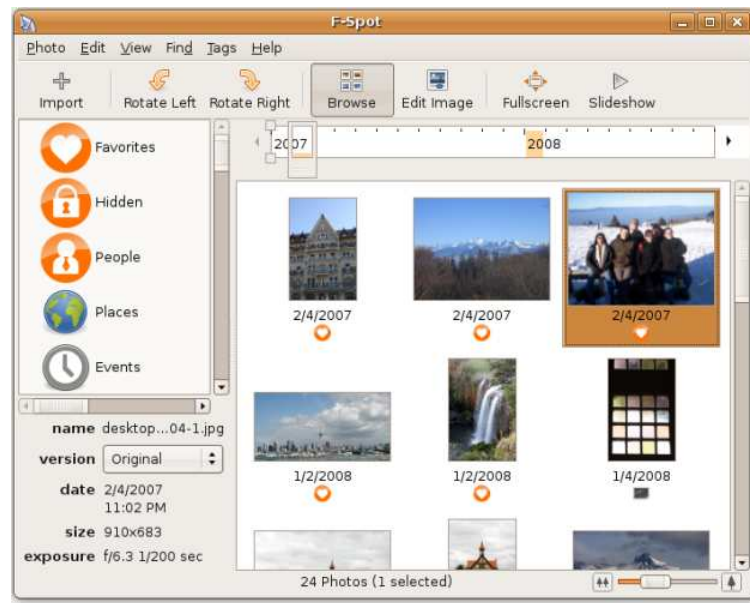 F-Spot
Photo Edit View Find Tags Help
Import Rotate Left Rotate Right Browse Edit Image Fullscreen Slideshow
Favorites
Hidden
People
Places
Events
2007 2008
2/4/2007 2/4/2007 2/4/2007
1/2/2008 1/2/2008 1/4/2008
name desktop...04-1.jpg
version Original
date 2/4/2007
11:02 PM
size 910x683
exposure f/6.3 1/200 sec
24 Photos (1 selected)